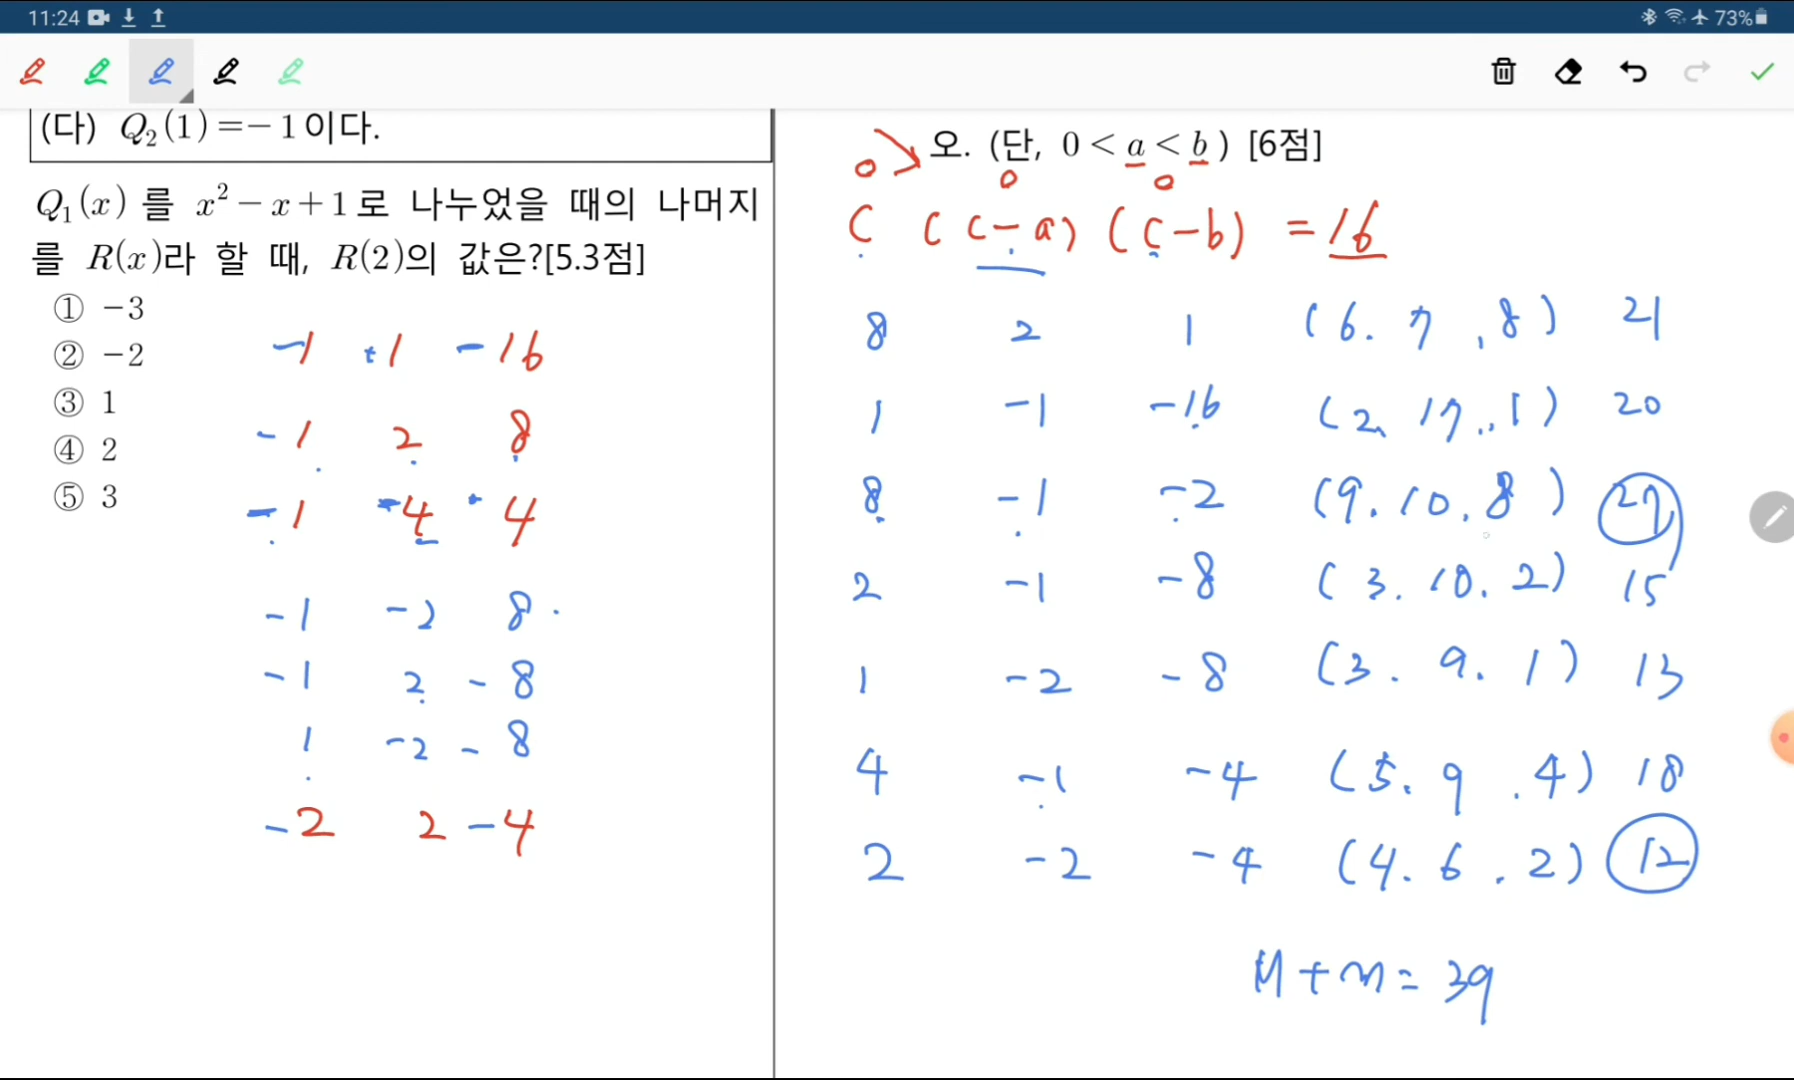 11:24
73%
(다) Q₂(1)=−1이다.
Q₁(x)를 x²−x+1로 나누었을 때의 나머지
를 R(x)라 할 때, R(2)의 값은?[5.3점]
① −3
② −2
③ 1
④ 2
⑤ 3
-1 +1 -16
-1 2 8
-1 -4 4
-1 -2 8
-1 2 -8
1 -2 -8
-2 2 -4
오. (단, 0<a<b) [6점]
C (C-a) (C-b) =16
8 2 1 (6. 7, 8) 21
1 -1 -16 (2, 17, 1) 20
8 -1 -2 (9. 10. 8) 27
2 -1 -8 (3. 10. 2) 15
1 -2 -8 (3. 9. 1) 13
4 -1 -4 (5. 9. 4) 18
2 -2 -4 (4. 6. 2) 12
M+m=39